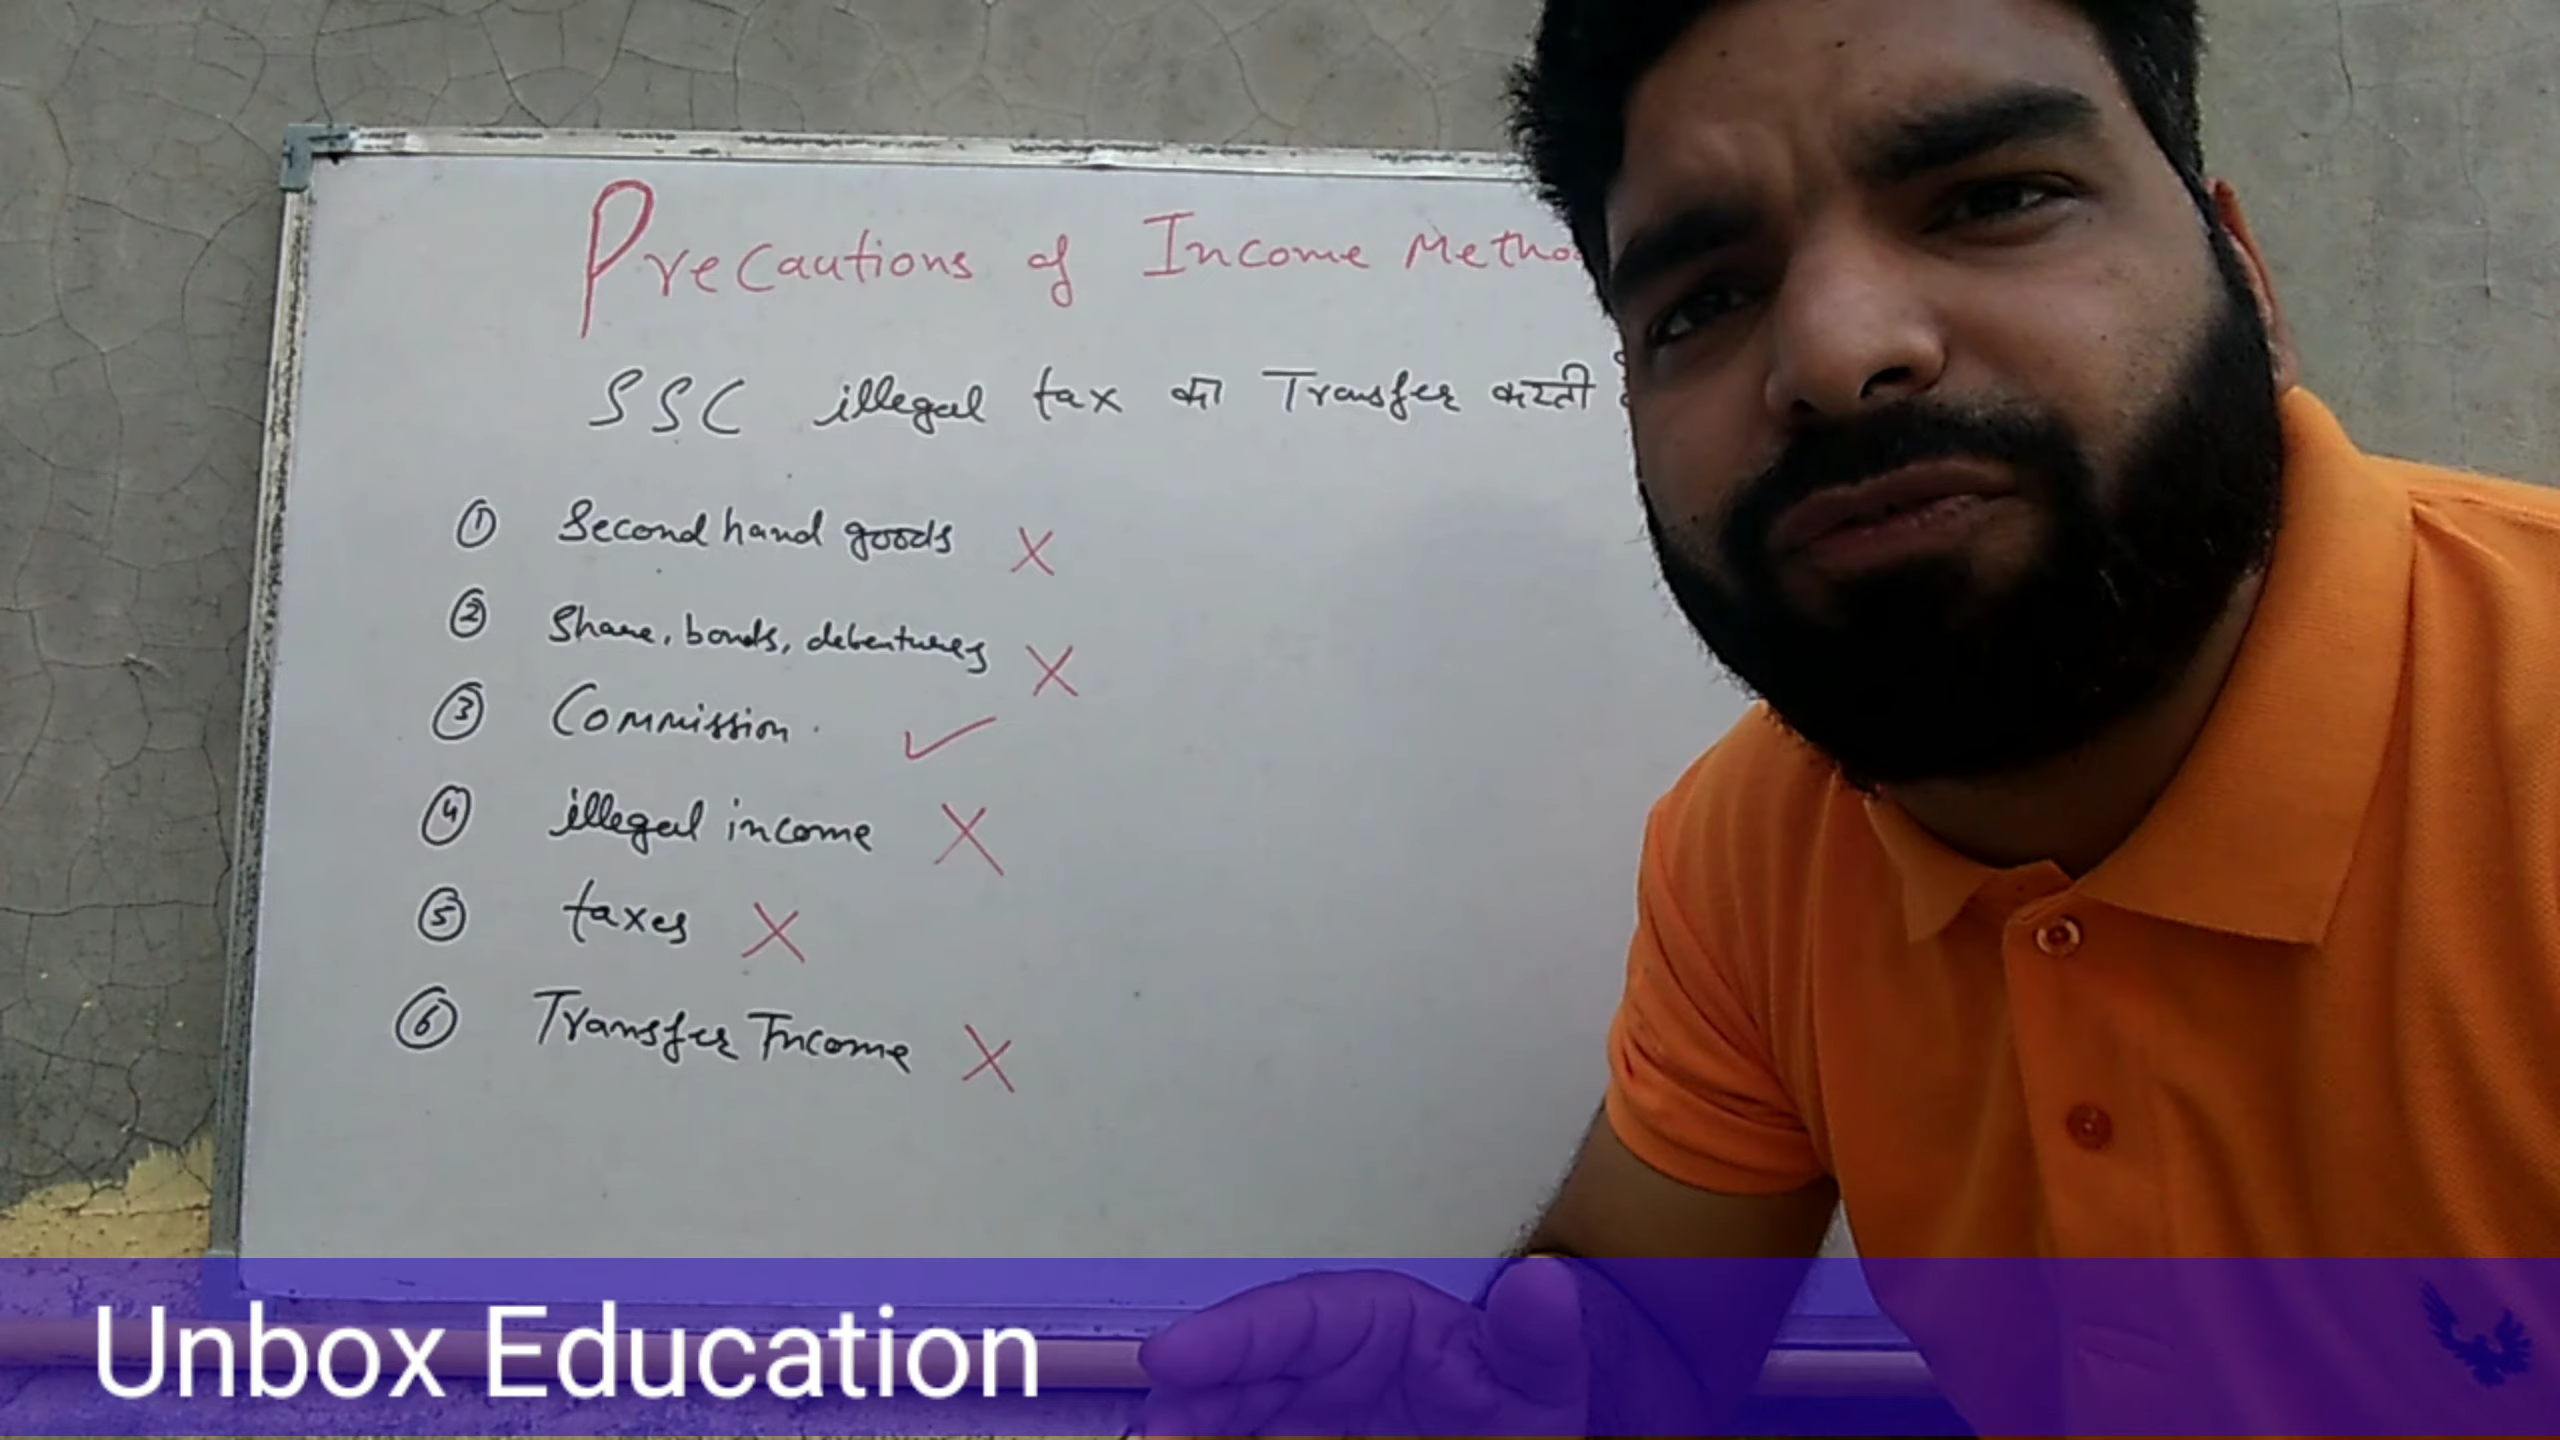 Precautions of Income Metho
SSC illegal tax को Transfer करती
① Second hand goods X
② Share, bonds, debentures X
③ Commission. ✓
④ illegal income X
⑤ taxes X
⑥ Transfer Income X
Unbox Education